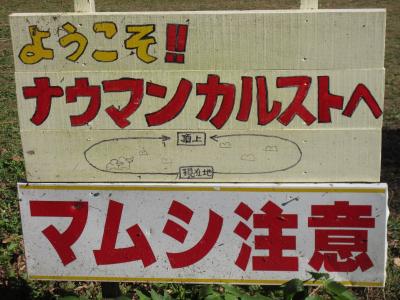 ようこそ!!
ナウマンカルストへ
頂上
現在地
マムシ注意